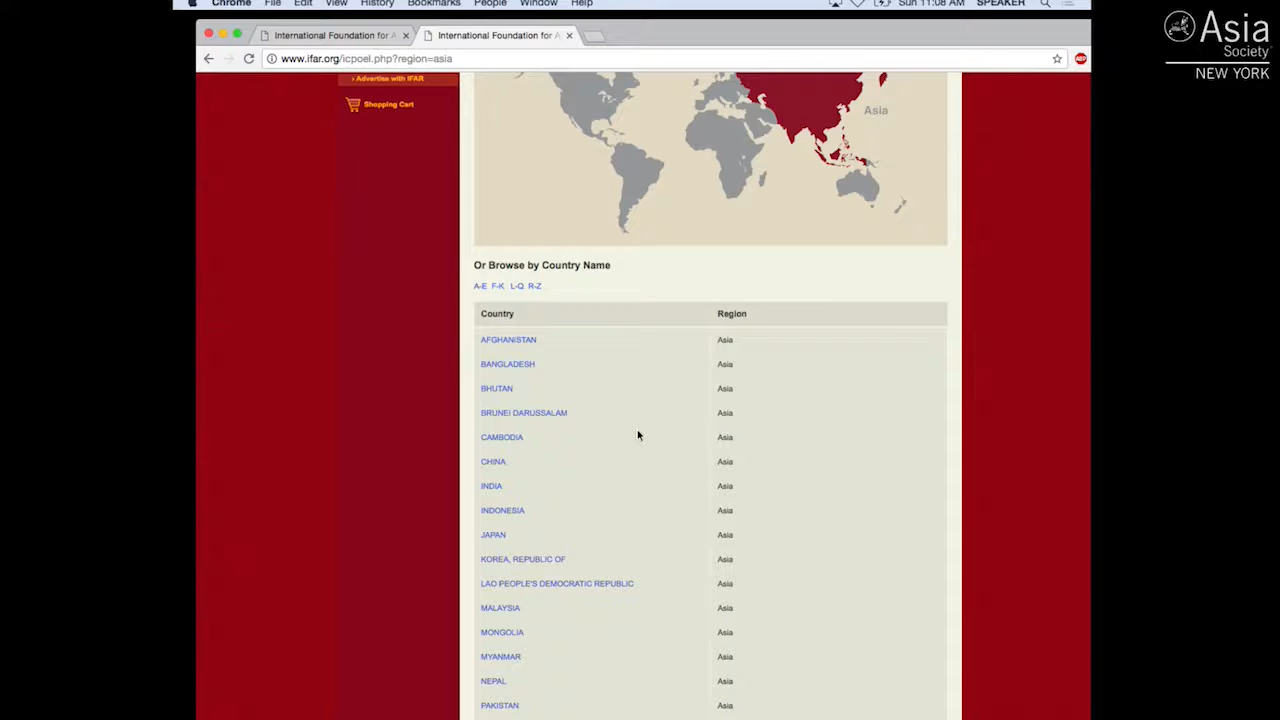 Chrome File Edit View History Bookmarks People Window Help Sun 11:08 AM SPEAKER
International Foundation for A International Foundation for A
www.ifar.org/icpoel.php?region=asia
ABP
Asia
Society
NEW YORK
› Advertise with IFAR
Shopping Cart
Asia
Or Browse by Country Name
A-E F-K L-Q R-Z
Country Region
AFGHANISTAN Asia
BANGLADESH Asia
BHUTAN Asia
BRUNEI DARUSSALAM Asia
CAMBODIA Asia
CHINA Asia
INDIA Asia
INDONESIA Asia
JAPAN Asia
KOREA, REPUBLIC OF Asia
LAO PEOPLE'S DEMOCRATIC REPUBLIC Asia
MALAYSIA Asia
MONGOLIA Asia
MYANMAR Asia
NEPAL Asia
PAKISTAN Asia